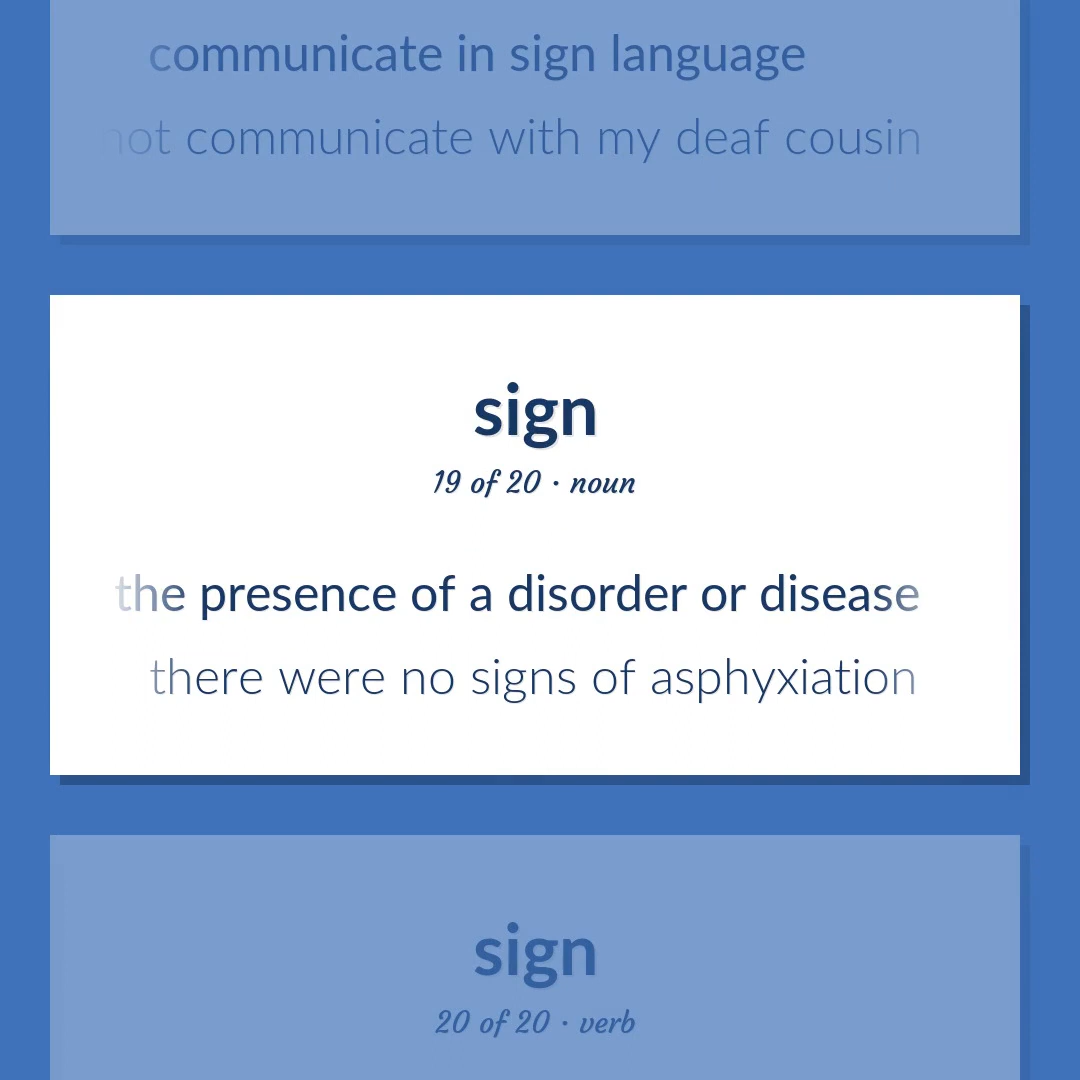 communicate in sign language
not communicate with my deaf cousin
sign
19 of 20 · noun
the presence of a disorder or disease
there were no signs of asphyxiation
sign
20 of 20 · verb